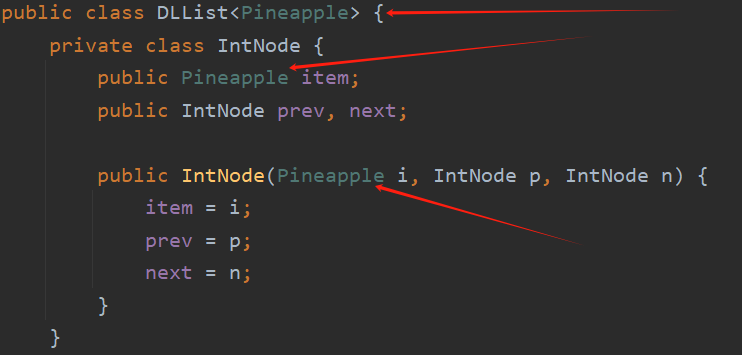 public class DLList<Pineapple> {
private class IntNode {
public Pineapple item;
public IntNode prev, next;
public IntNode(Pineapple i, IntNode p, IntNode n) {
item = i;
prev = p;
next = n;
}
}